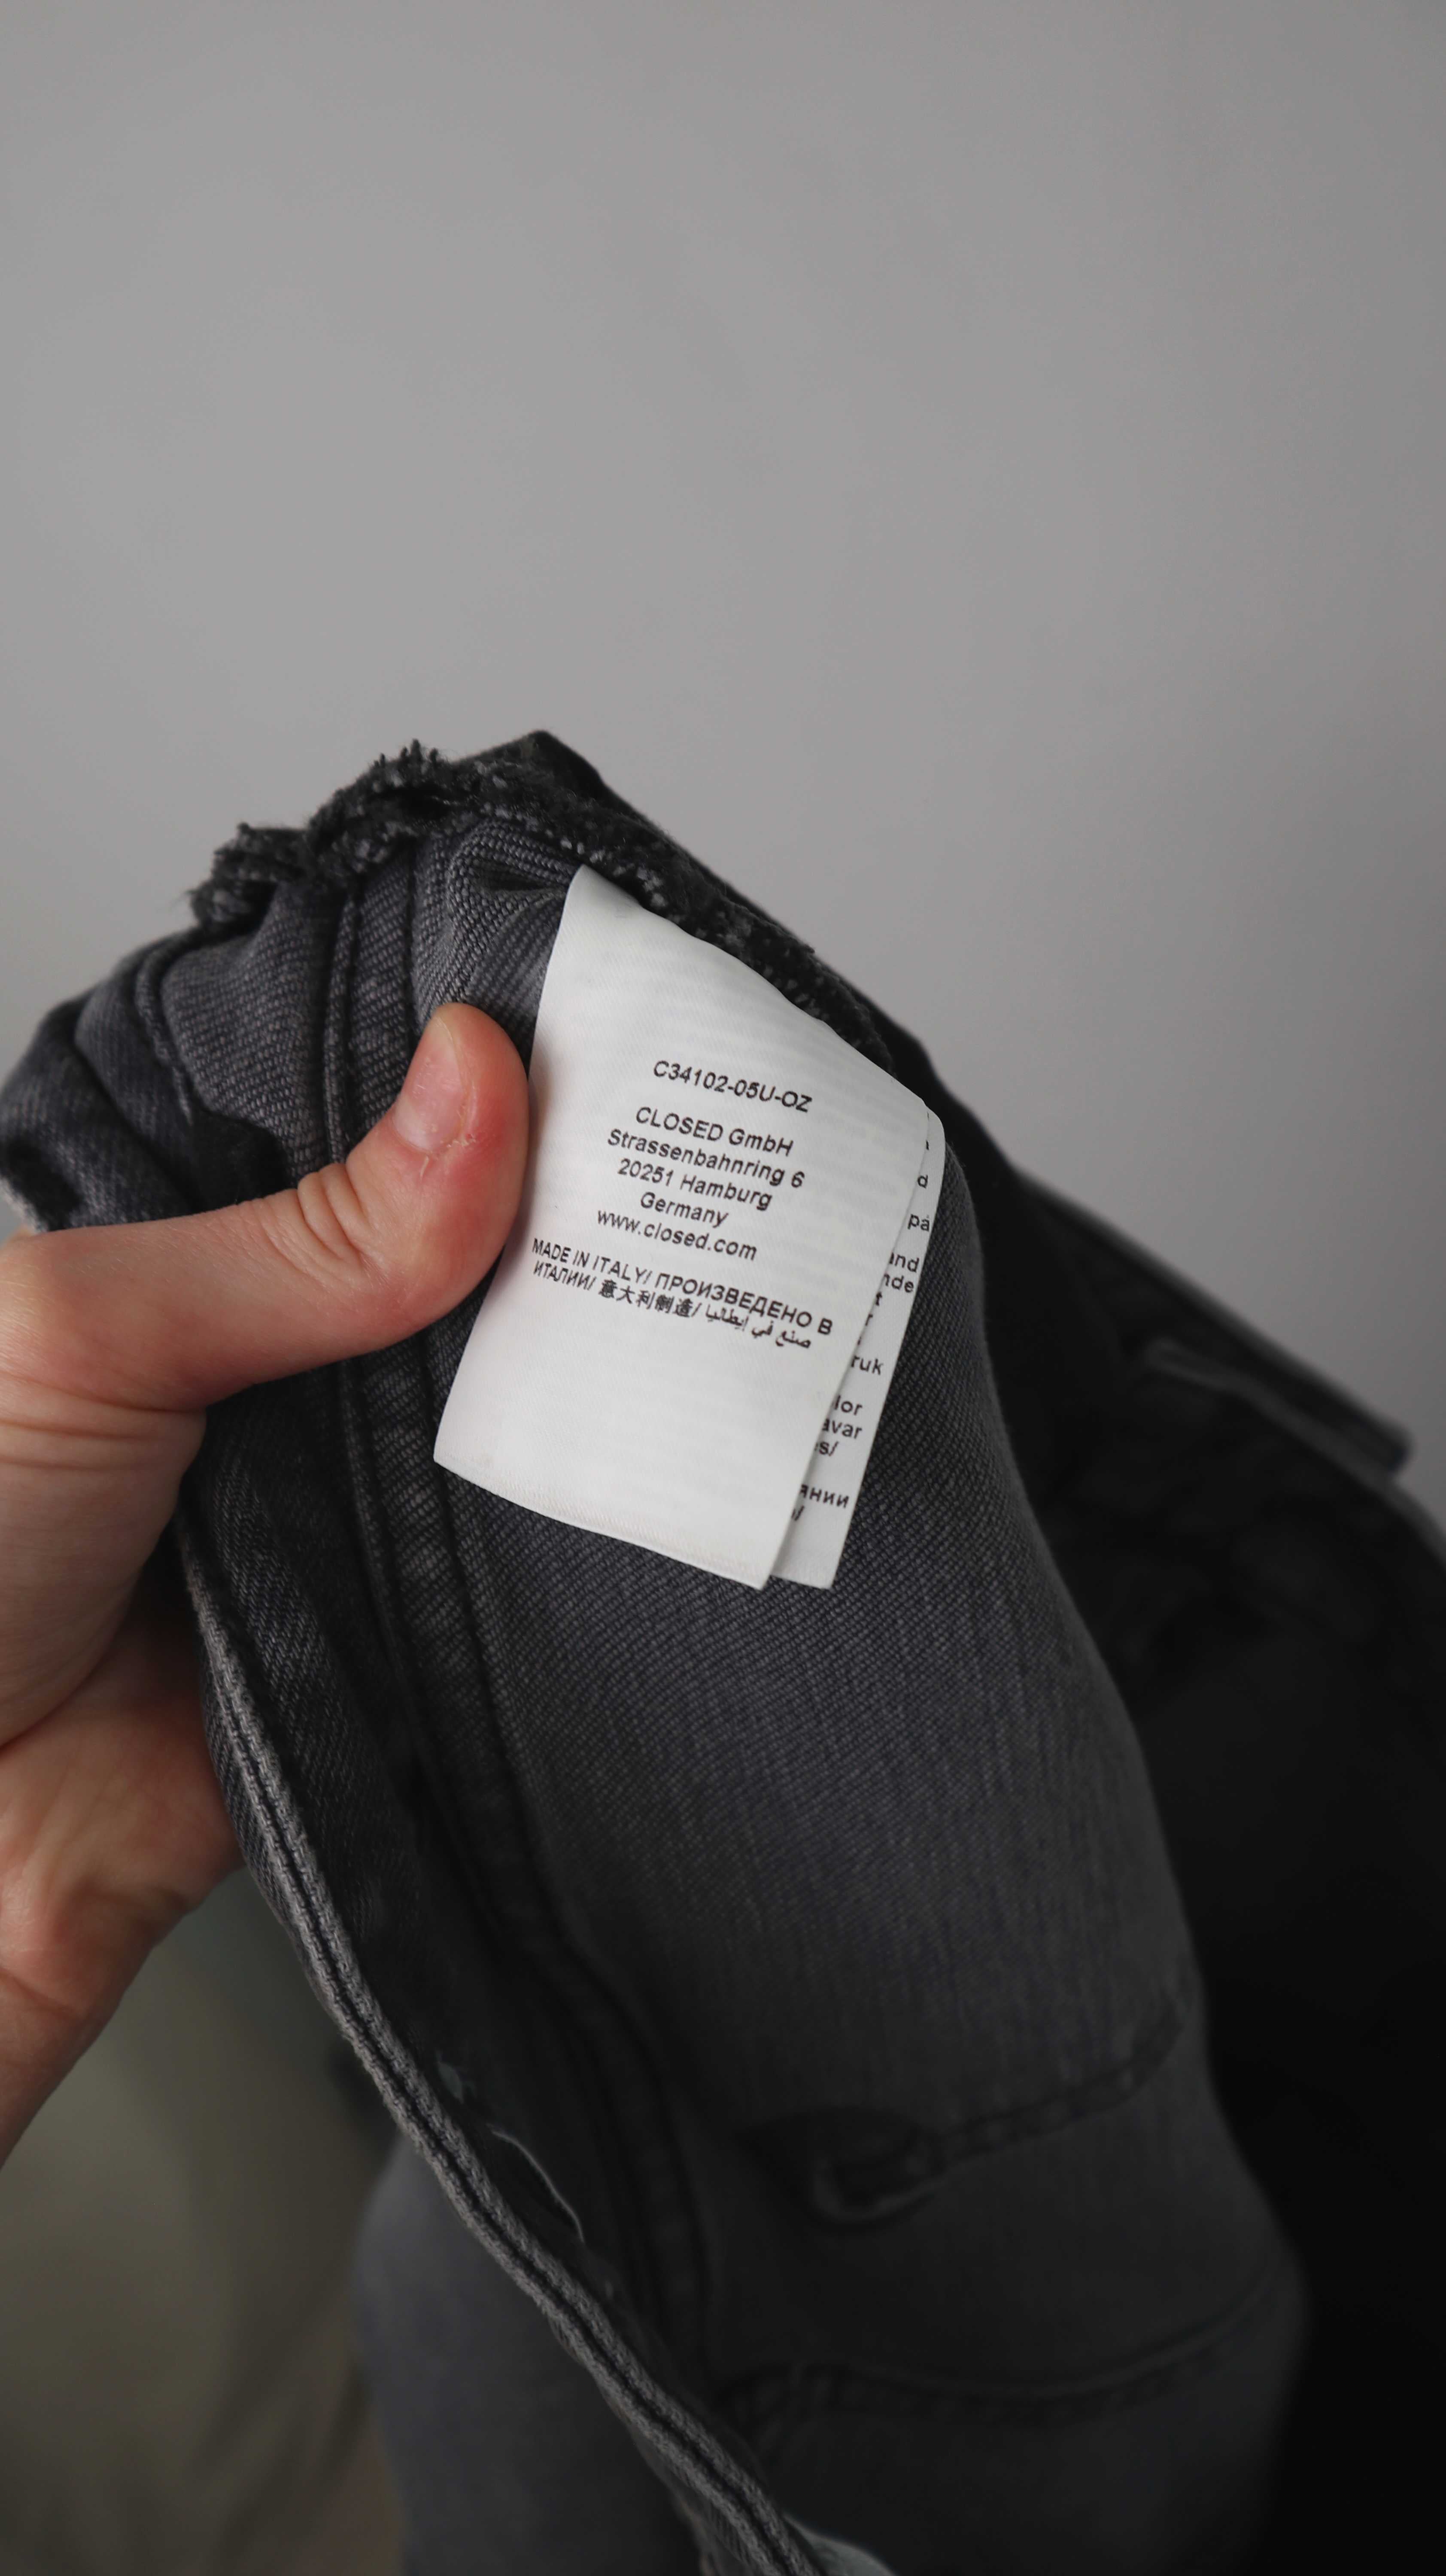 C34102-05U-OZ
CLOSED GmbH
Strassenbahnring 6
20251 Hamburg
Germany
www.closed.com
MADE IN ITALY/ ПРОИЗВЕДЕНО В
ИТАЛИИ/ 意大利制造/ صنع في إيطاليا